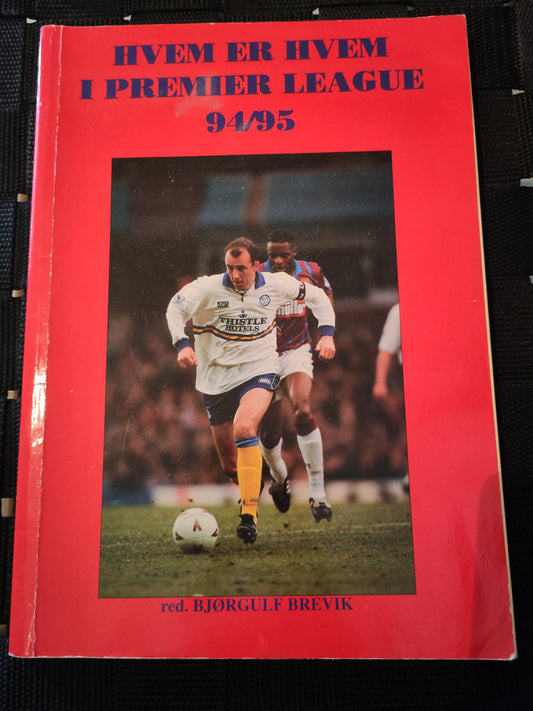 HVEM ER HVEM
I PREMIER LEAGUE
94/95
THISTLE
HOTELS
red. BJØRGULF BREVIK